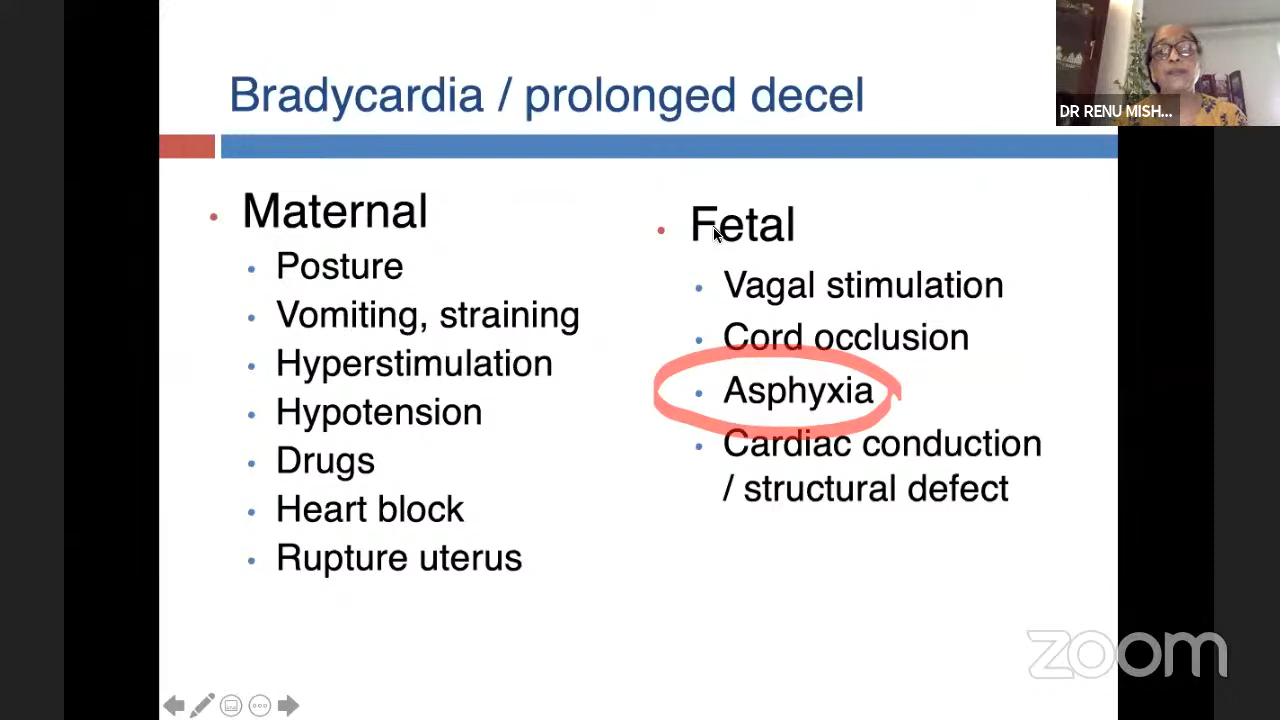 Bradycardia / prolonged decel
DR RENU MISH...
• Maternal
• Posture
• Vomiting, straining
• Hyperstimulation
• Hypotension
• Drugs
• Heart block
• Rupture uterus
• Fetal
• Vagal stimulation
• Cord occlusion
• Asphyxia
• Cardiac conduction
/ structural defect
zoom